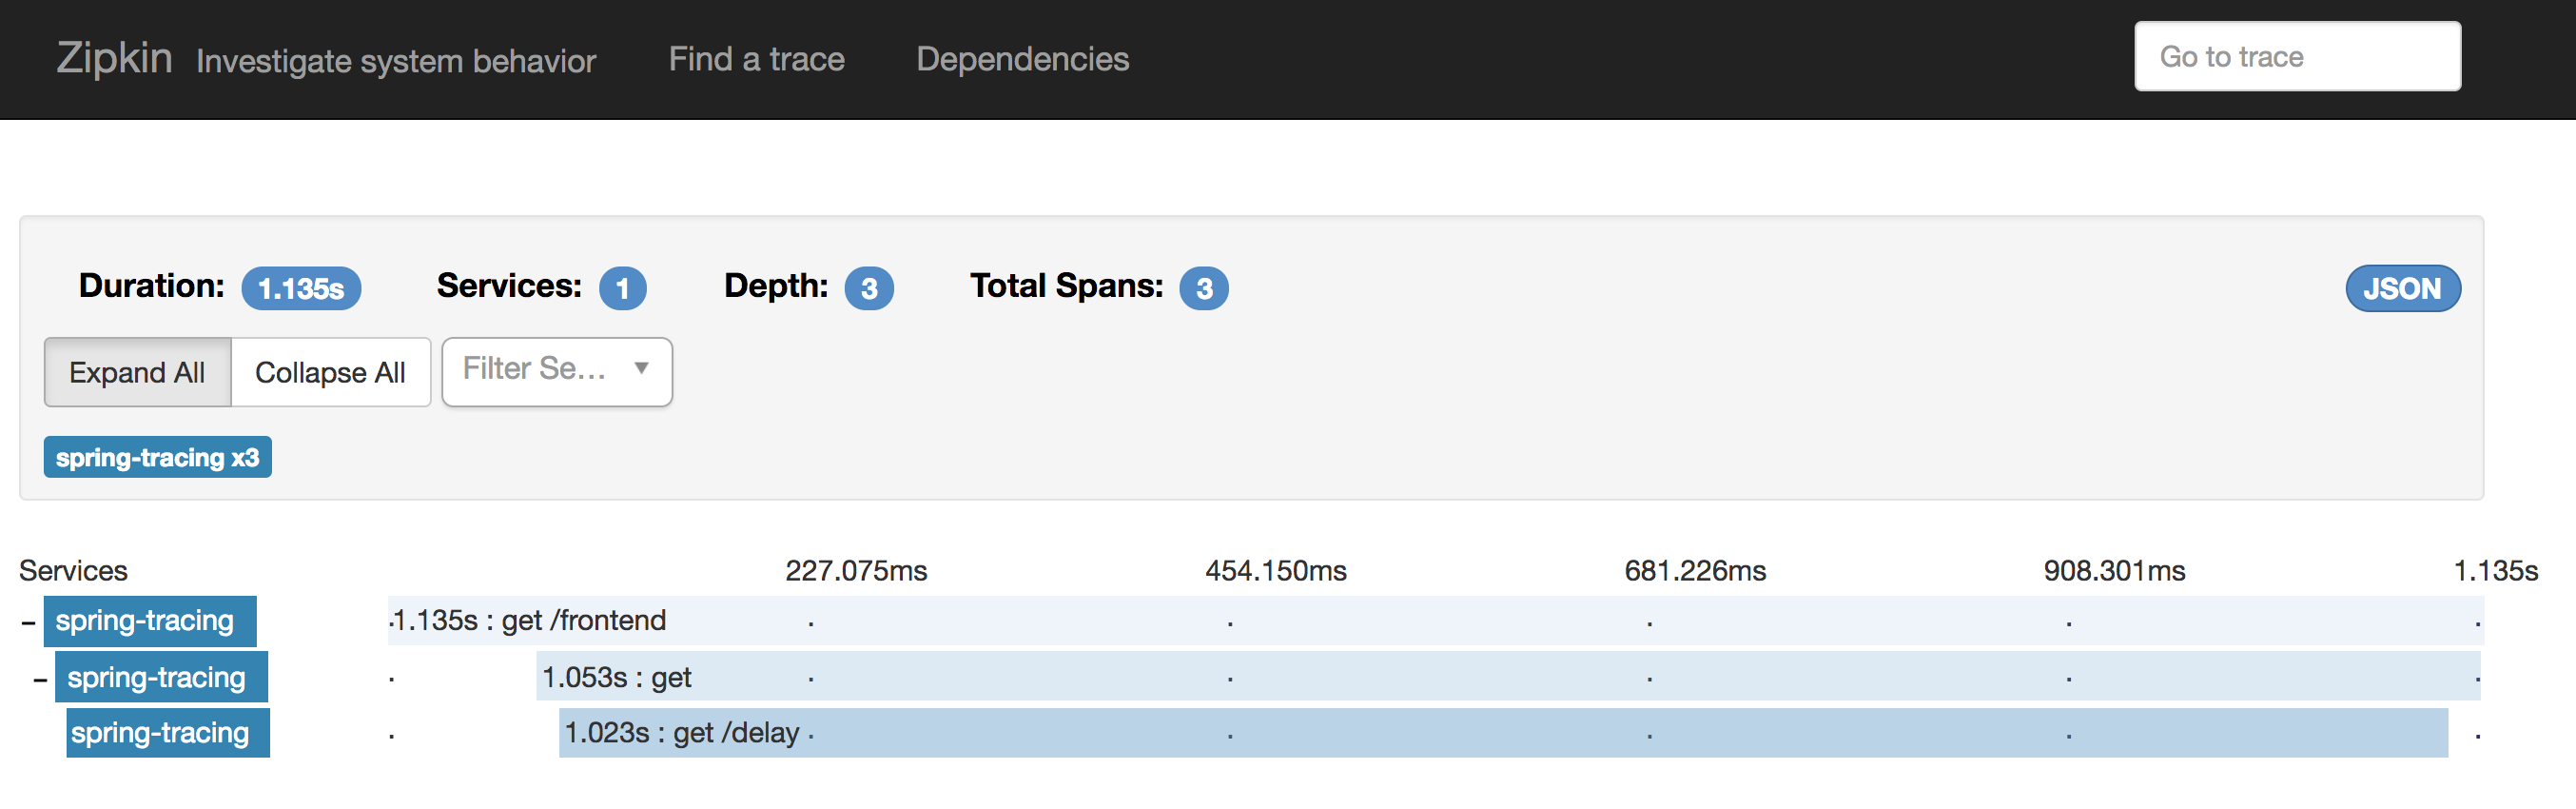 Zipkin Investigate system behavior Find a trace Dependencies Go to trace
Duration: 1.135s Services: 1 Depth: 3 Total Spans: 3 JSON
Expand All Collapse All Filter Se...
spring-tracing x3
Services 227.075ms 454.150ms 681.226ms 908.301ms 1.135s
- spring-tracing 1.135s : get /frontend
- spring-tracing 1.053s : get
spring-tracing 1.023s : get /delay